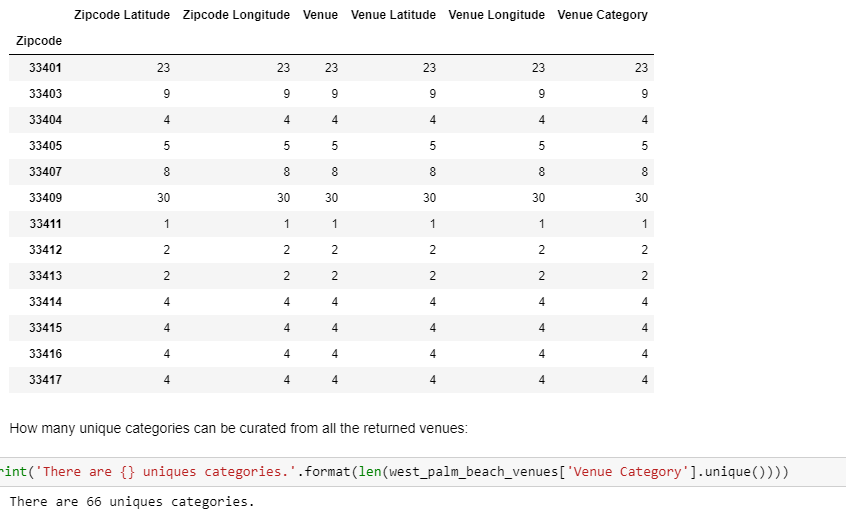 Zipcode Latitude Zipcode Longitude Venue Venue Latitude Venue Longitude Venue Category
Zipcode
33401 23 23 23 23 23 23
33403 9 9 9 9 9 9
33404 4 4 4 4 4 4
33405 5 5 5 5 5 5
33407 8 8 8 8 8 8
33409 30 30 30 30 30 30
33411 1 1 1 1 1 1
33412 2 2 2 2 2 2
33413 2 2 2 2 2 2
33414 4 4 4 4 4 4
33415 4 4 4 4 4 4
33416 4 4 4 4 4 4
33417 4 4 4 4 4 4
How many unique categories can be curated from all the returned venues:
rint('There are {} uniques categories.'.format(len(west_palm_beach_venues['Venue Category'].unique())))
There are 66 uniques categories.